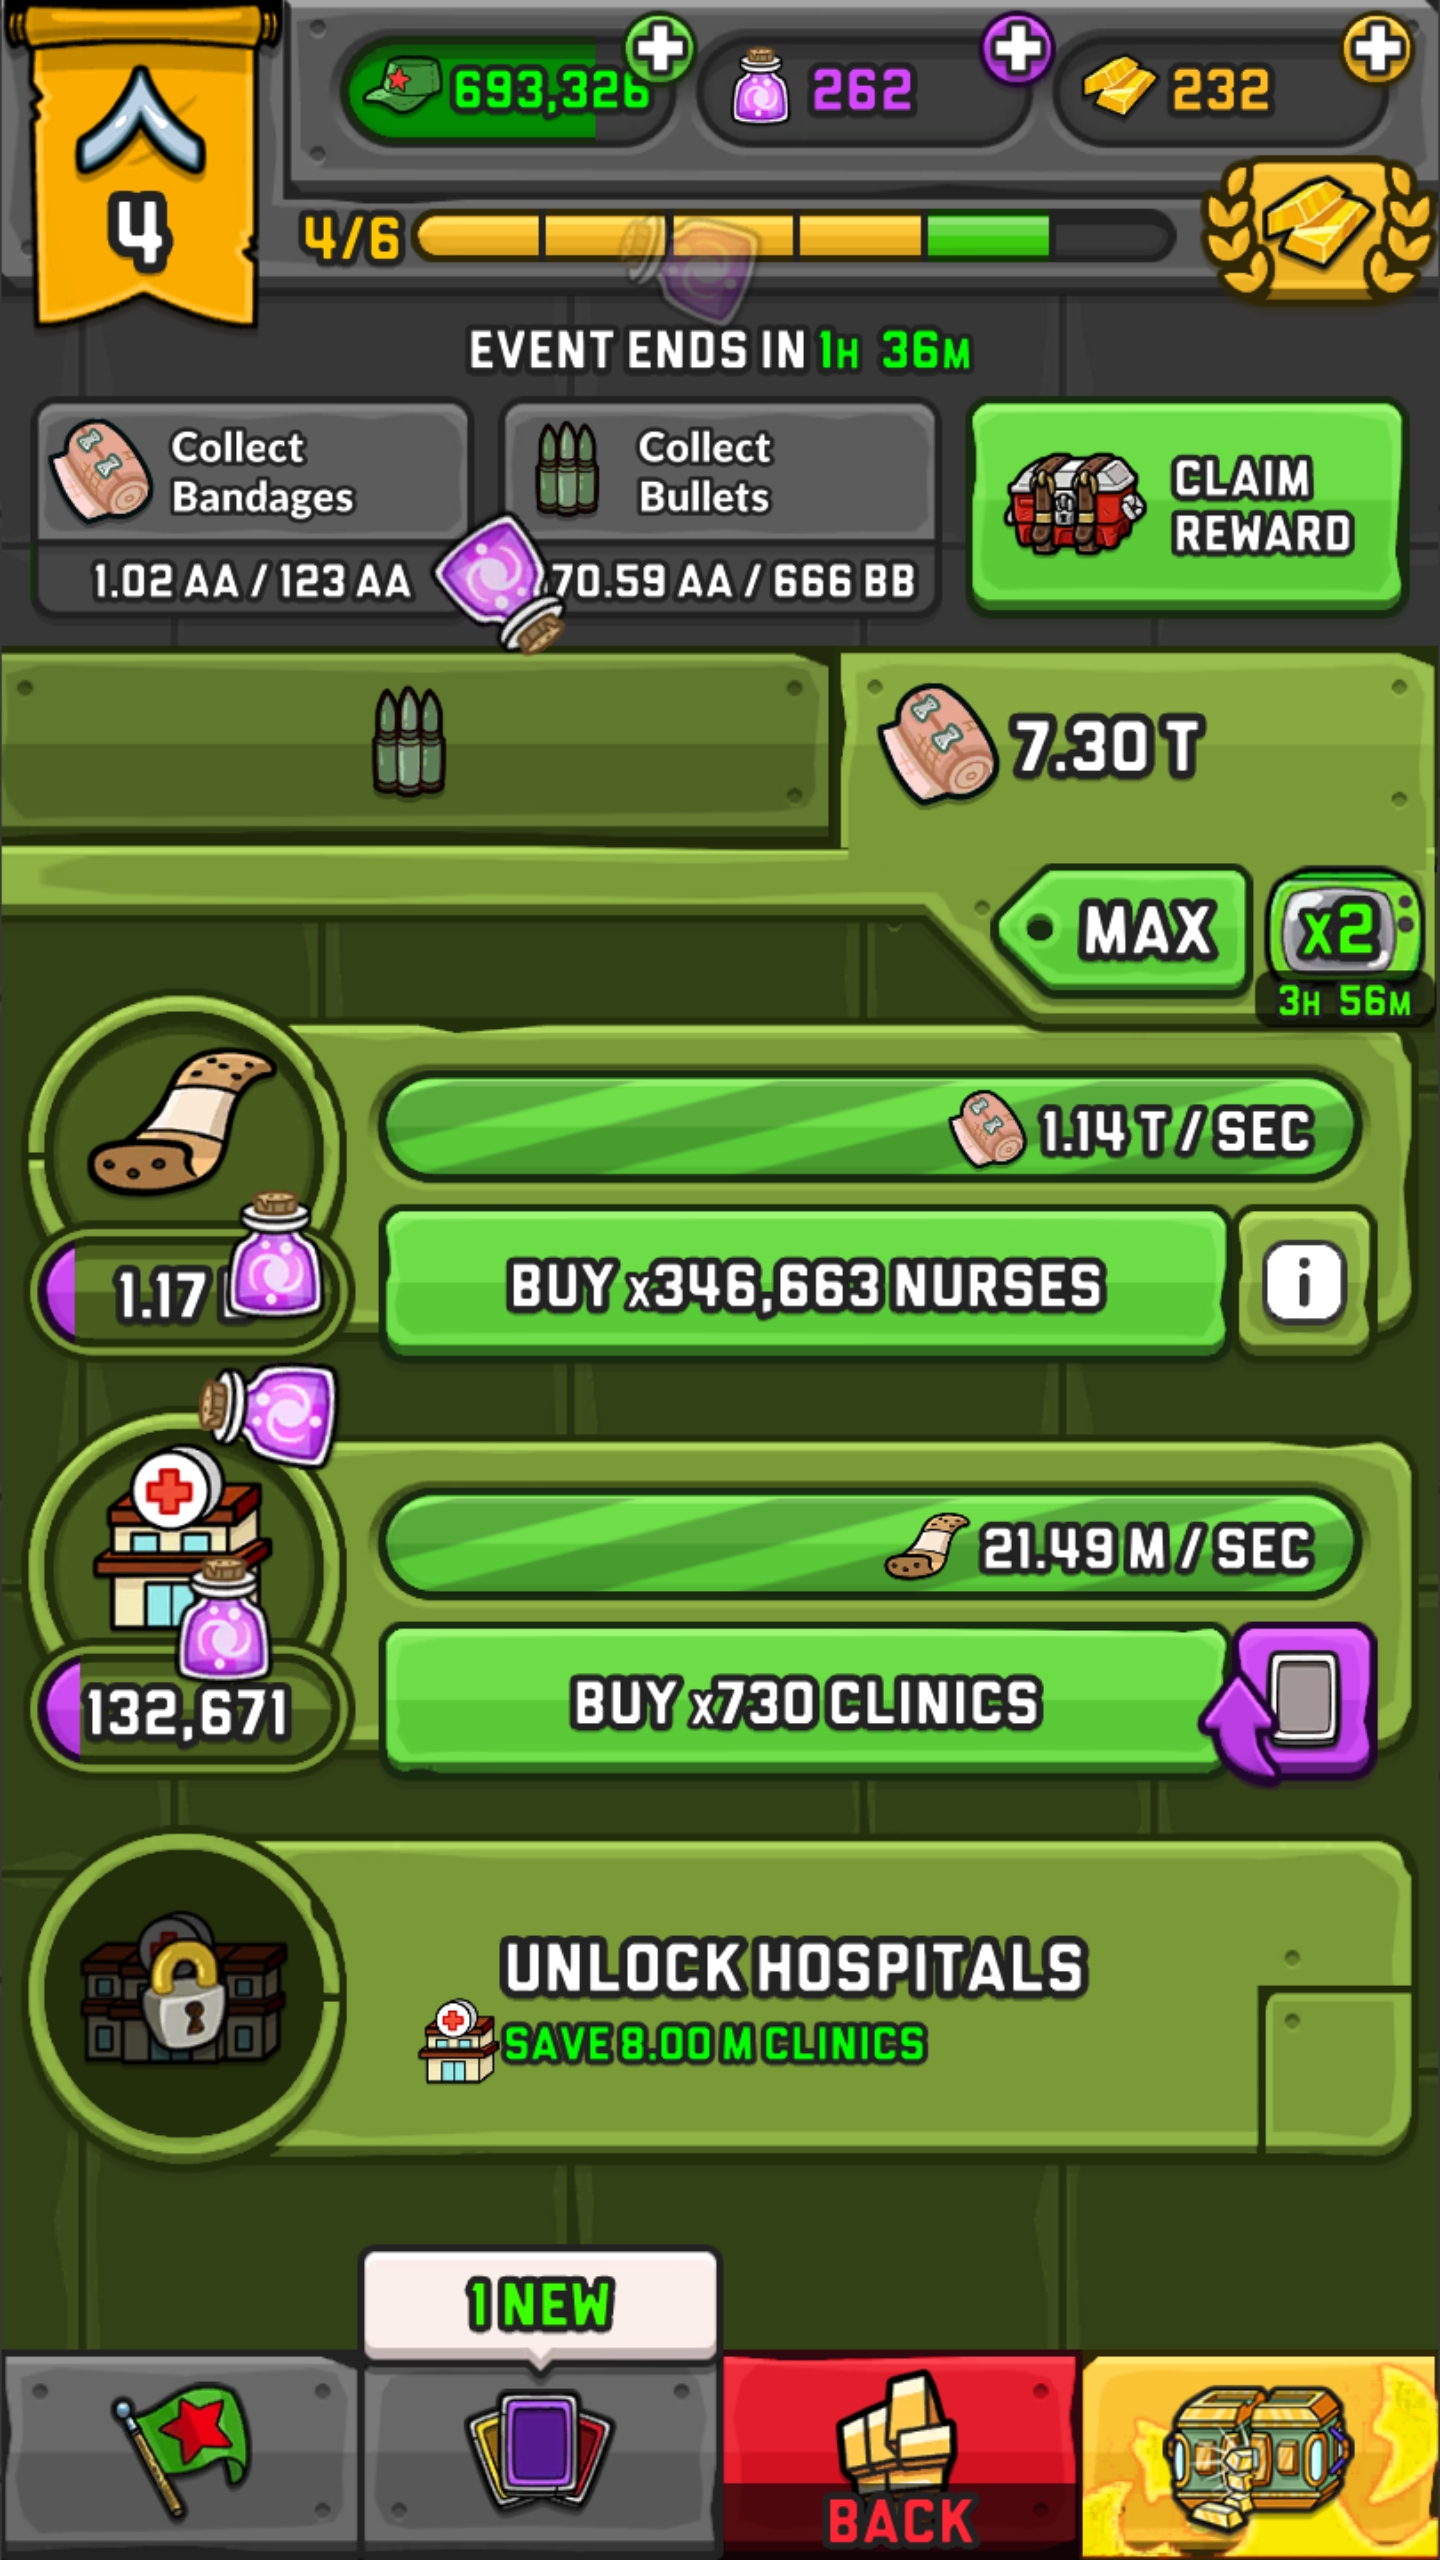 693,326
262
232
4
4/6
EVENT ENDS IN 1H 36M
Collect
Bandages
1.02 AA / 123 AA
Collect
Bullets
70.59 AA / 666 BB
CLAIM
REWARD
7.30 T
MAX
x2
3H 56M
1.14 T / SEC
1.17
BUY x346,663 NURSES
i
21.49 M / SEC
132,671
BUY x730 CLINICS
UNLOCK HOSPITALS
SAVE 8.00 M CLINICS
1 NEW
BACK